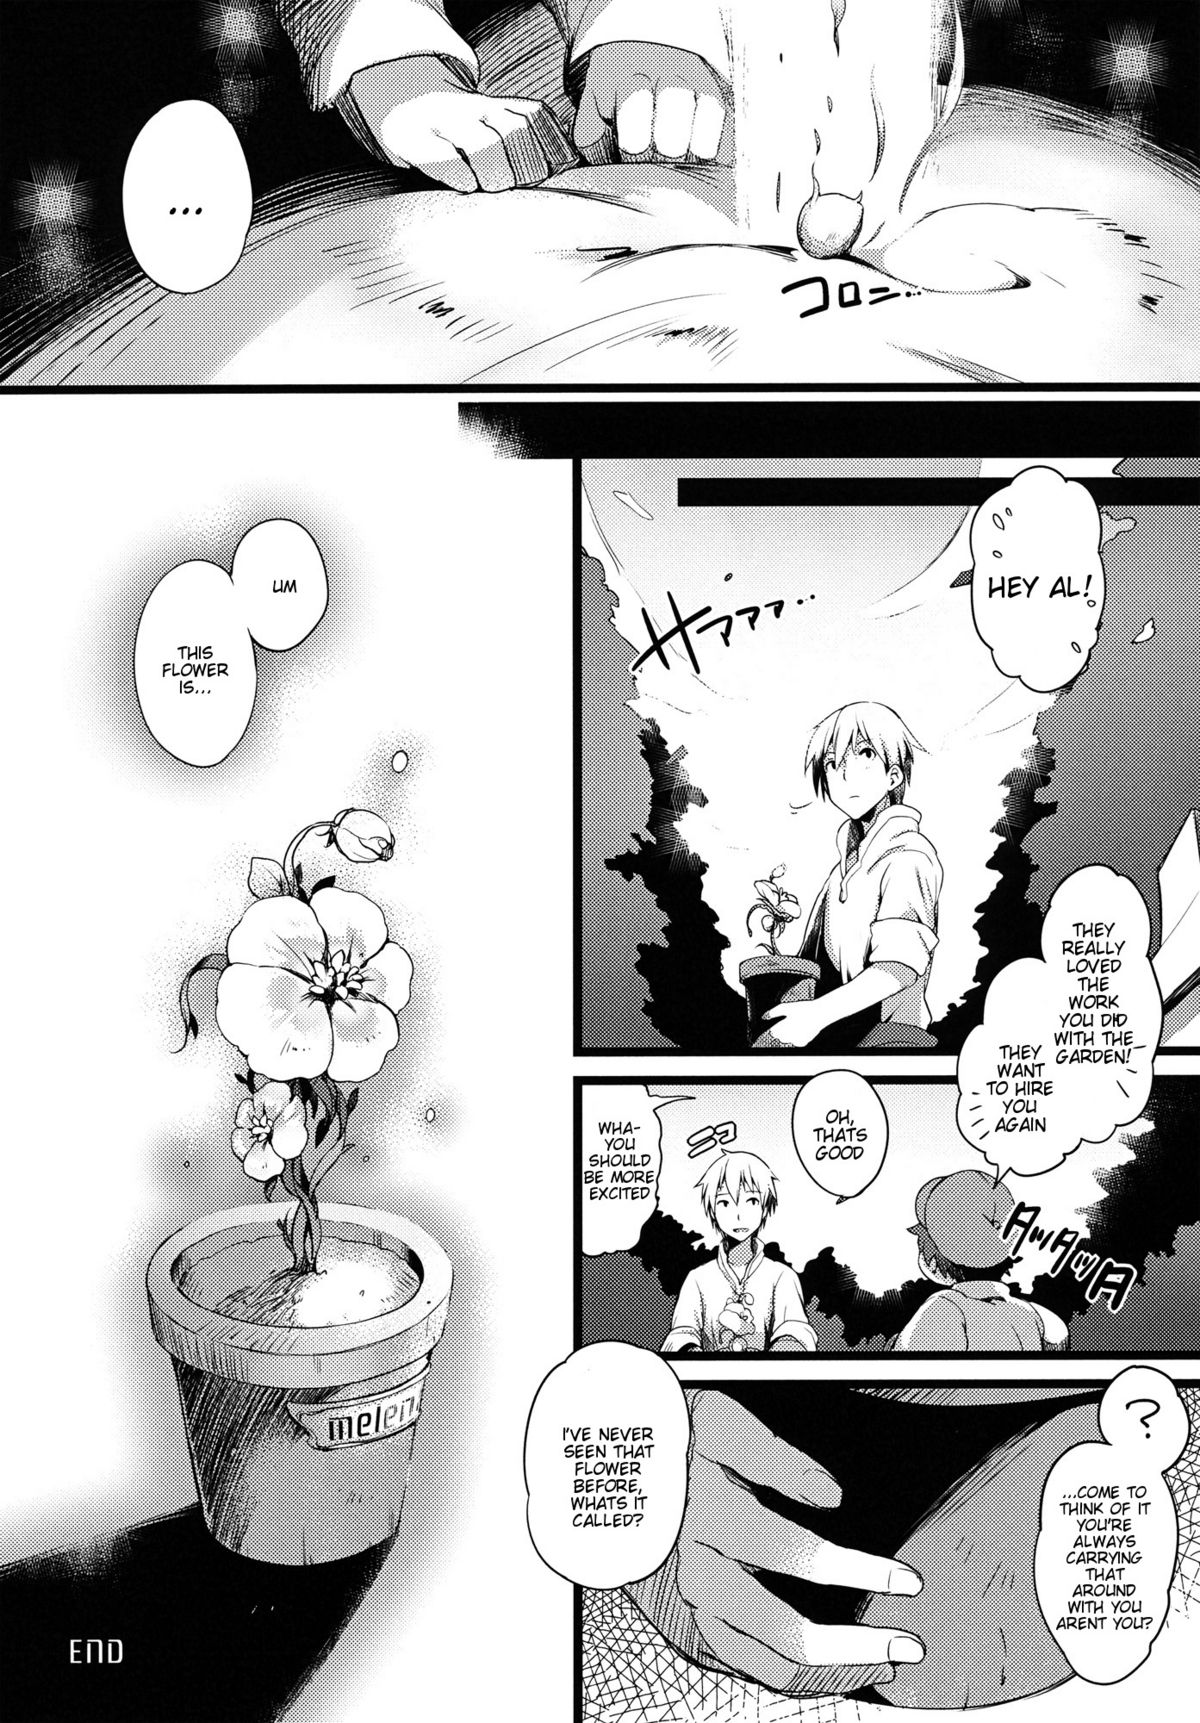 ...
コロニ...
HEY AL!
ザアァァ...
THEY
REALLY
LOVED THE
WORK
YOU DID
WITH THE
GARDEN!
THEY
WANT
TO HIRE
YOU
AGAIN
タッタッタ
OH,
THATS
GOOD
ニコ
WHA-
YOU
SHOULD
BE MORE
EXCITED
?
...COME TO
THINK OF IT
YOU'RE
ALWAYS
CARRYING
THAT
AROUND
WITH YOU
ARENT YOU?
I'VE NEVER
SEEN THAT
FLOWER
BEFORE,
WHATS IT
CALLED?
UM
THIS
FLOWER
IS...
melena
END